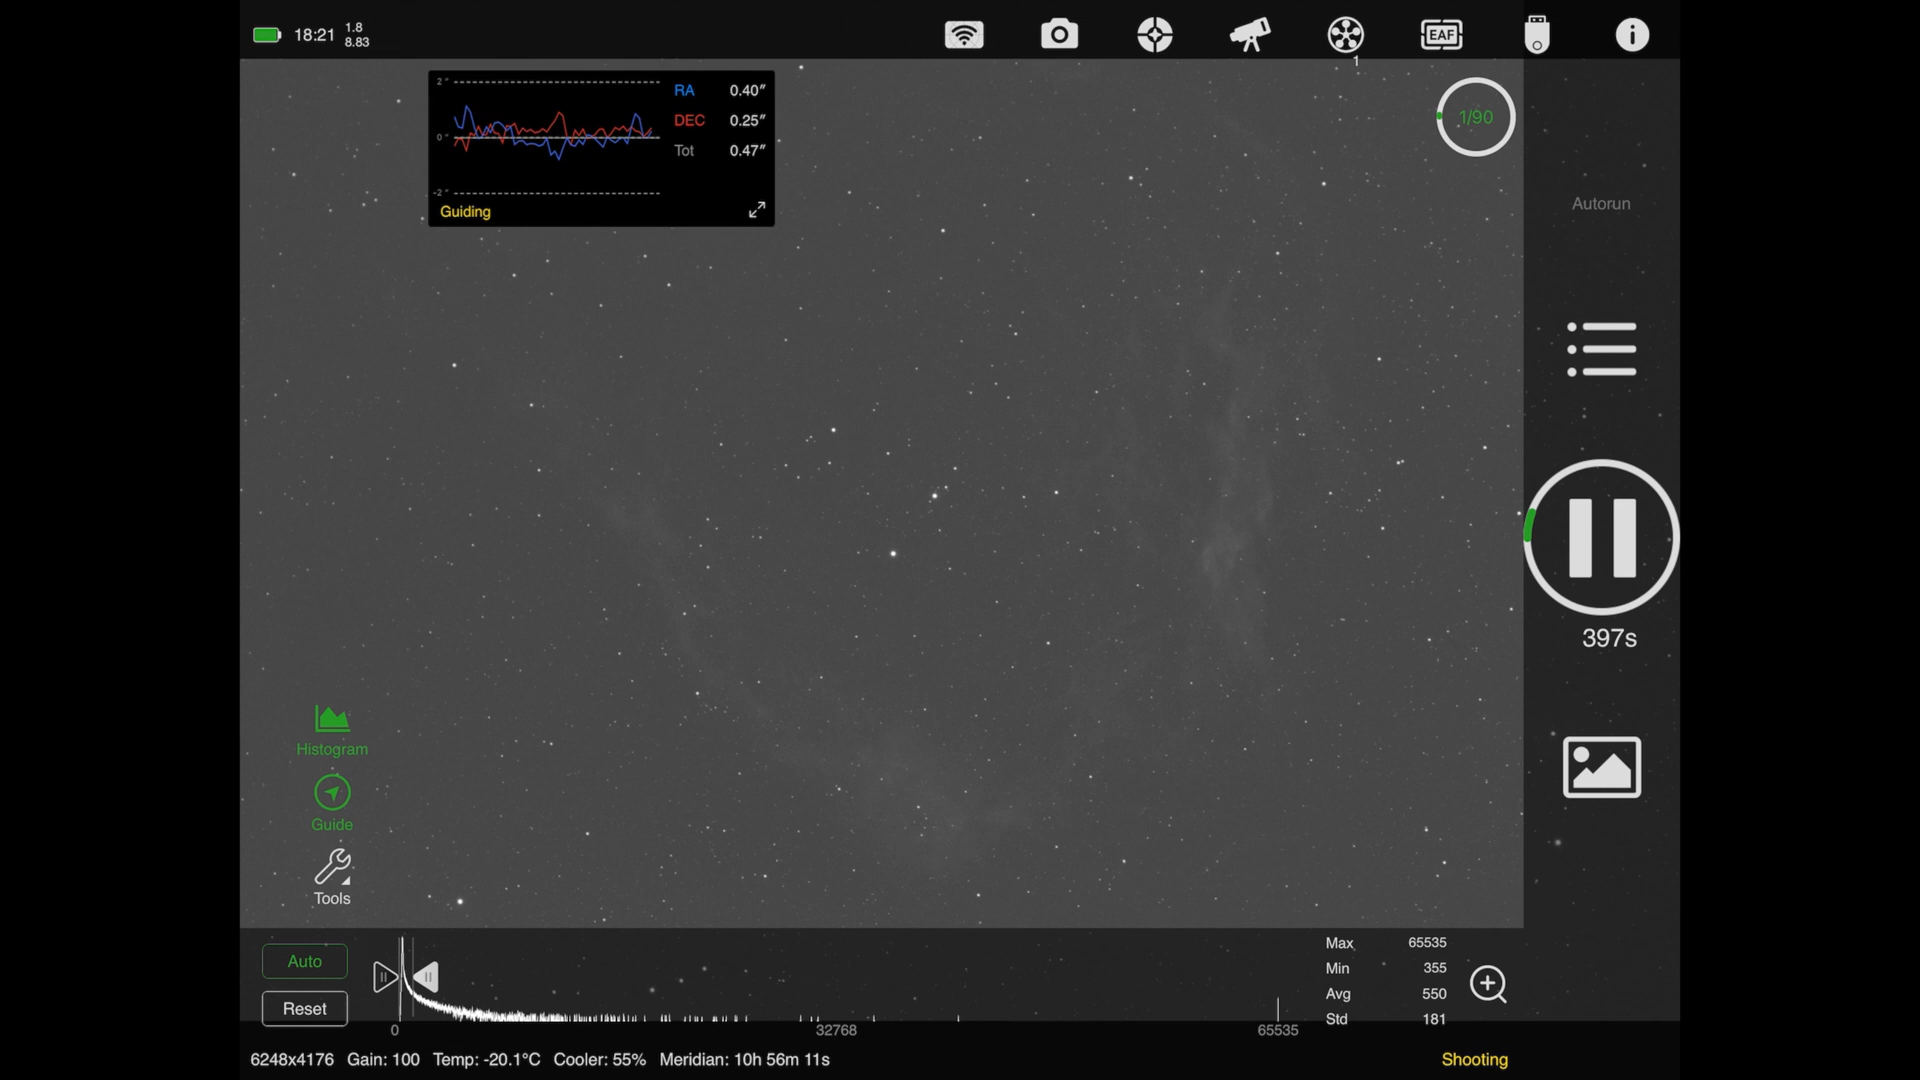 18:21
1.8
8.83
EAF
1
2"
0"
-2"
RA 0.40"
DEC 0.25"
Tot 0.47"
Guiding
1/90
Autorun
397s
Histogram
Guide
Tools
Auto
Reset
0
32768
65535
Max 65535
Min 355
Avg 550
Std 181
6248x4176 Gain: 100 Temp: -20.1°C Cooler: 55% Meridian: 10h 56m 11s
Shooting